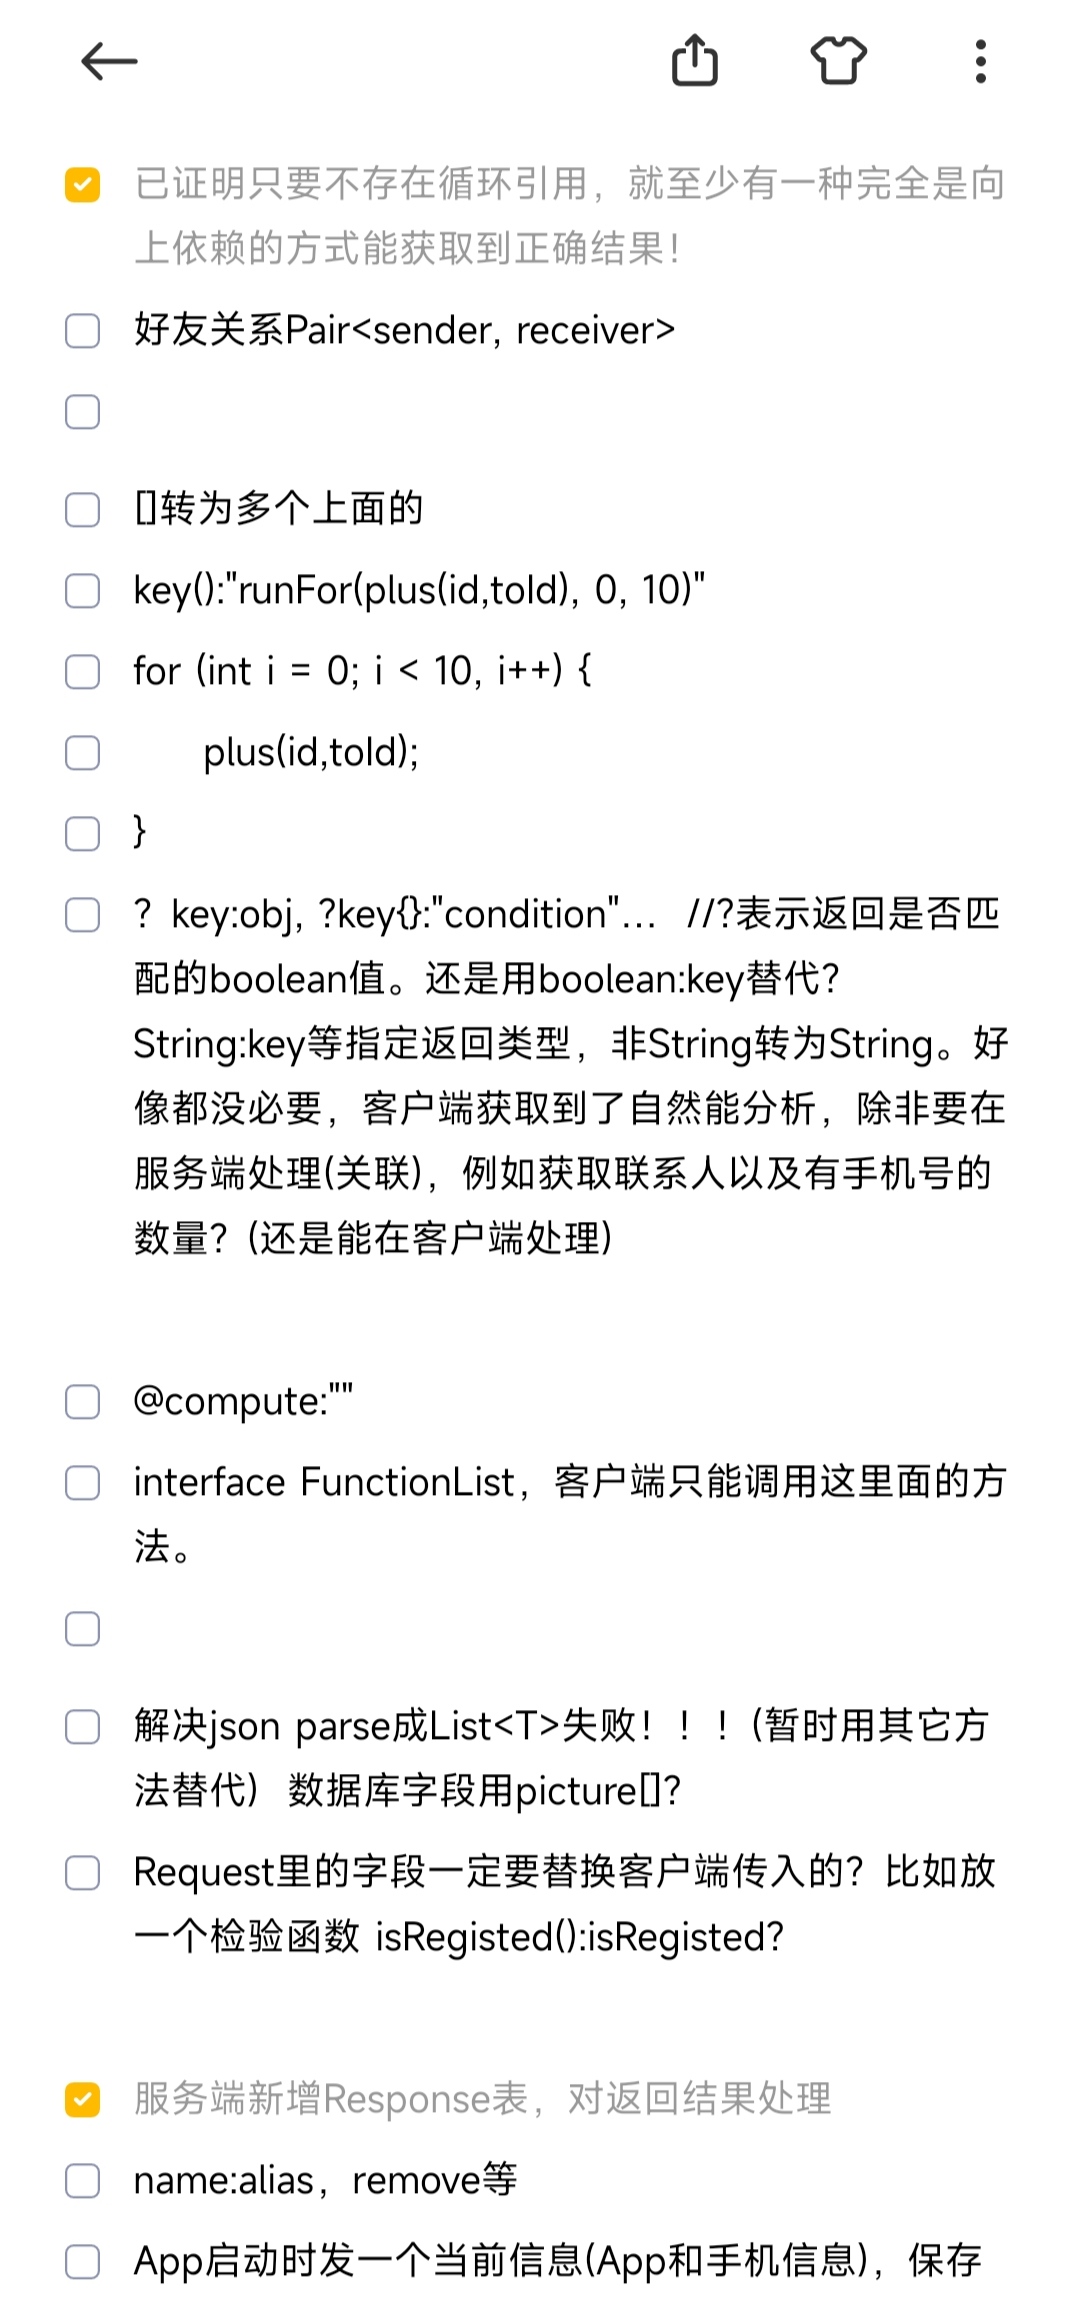 已证明只要不存在循环引用，就至少有一种完全是向
上依赖的方式能获取到正确结果！
好友关系Pair<sender, receiver>
[]转为多个上面的
key():"runFor(plus(id,toId), 0, 10)"
for (int i = 0; i < 10, i++) {
plus(id,toId);
}
？key:obj, ?key{}:"condition"... //?表示返回是否匹
配的boolean值。还是用boolean:key替代？
String:key等指定返回类型，非String转为String。好
像都没必要，客户端获取到了自然能分析，除非要在
服务端处理(关联)，例如获取联系人以及有手机号的
数量？(还是能在客户端处理)
@compute:""
interface FunctionList，客户端只能调用这里面的方
法。
解决json parse成List<T>失败！！！(暂时用其它方
法替代） 数据库字段用picture[]?
Request里的字段一定要替换客户端传入的？比如放
一个检验函数 isRegisted():isRegisted?
服务端新增Response表，对返回结果处理
name:alias，remove等
App启动时发一个当前信息(App和手机信息)，保存